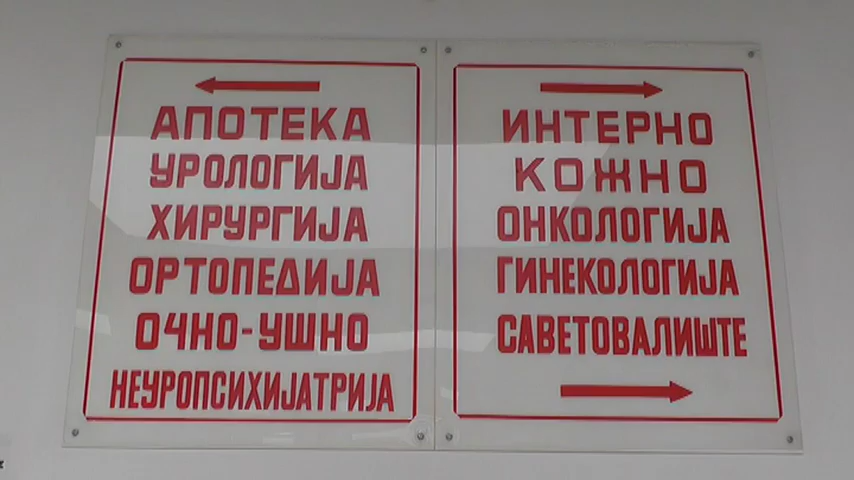 АПОТЕКА
УРОЛОГИЈА
ХИРУРГИЈА
ОРТОПЕДИЈА
ОЧНО-УШНО
НЕУРОПСИХИЈАТРИЈА
ИНТЕРНО
КОЖНО
ОНКОЛОГИЈА
ГИНЕКОЛОГИЈА
САВЕТОВАЛИШТЕ